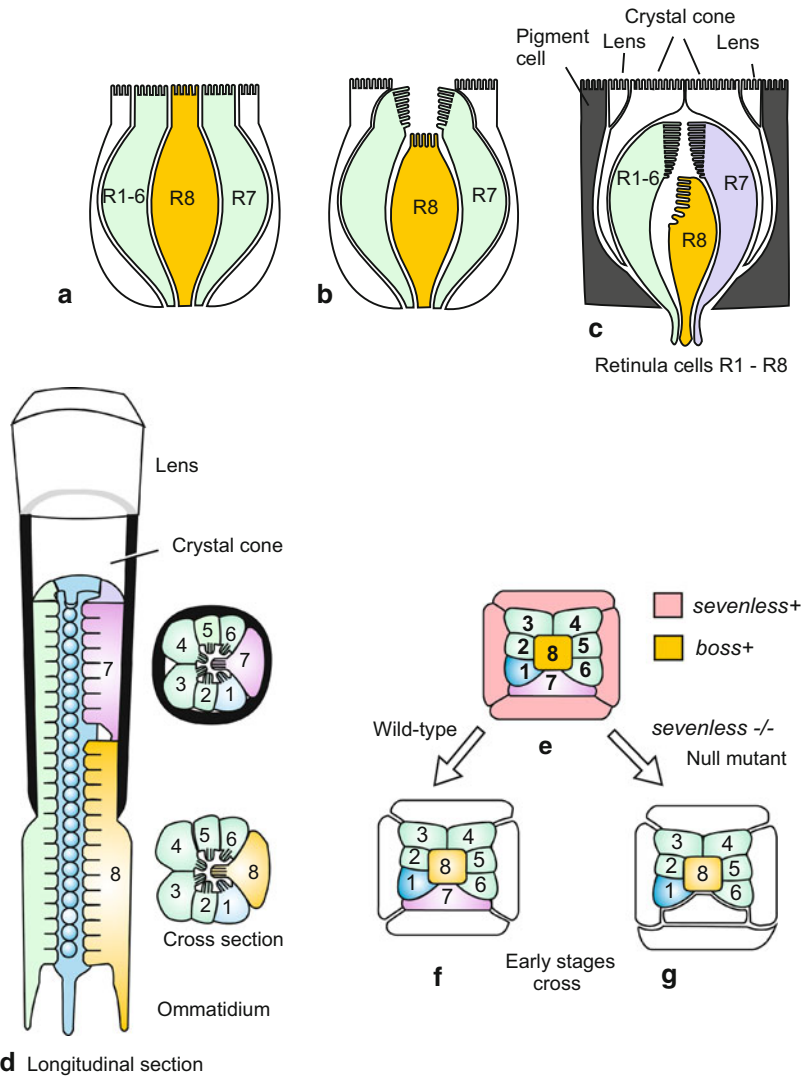 Crystal cone
Pigment
cell
Lens
Lens
R1-6
R8
R7
a
R8
R7
b
R1-6
R7
R8
c
Retinula cells R1 - R8
Lens
Crystal cone
7
8
5
6
4
7
3
2
1
5
6
4
8
3
2
1
Cross section
Ommatidium
d Longitudinal section
3
4
2
8
5
1
6
7
e
sevenless+
boss+
Wild-type
sevenless -/-
Null mutant
3
4
2
8
5
1
6
7
f
3
4
2
8
5
1
6
g
Early stages
cross